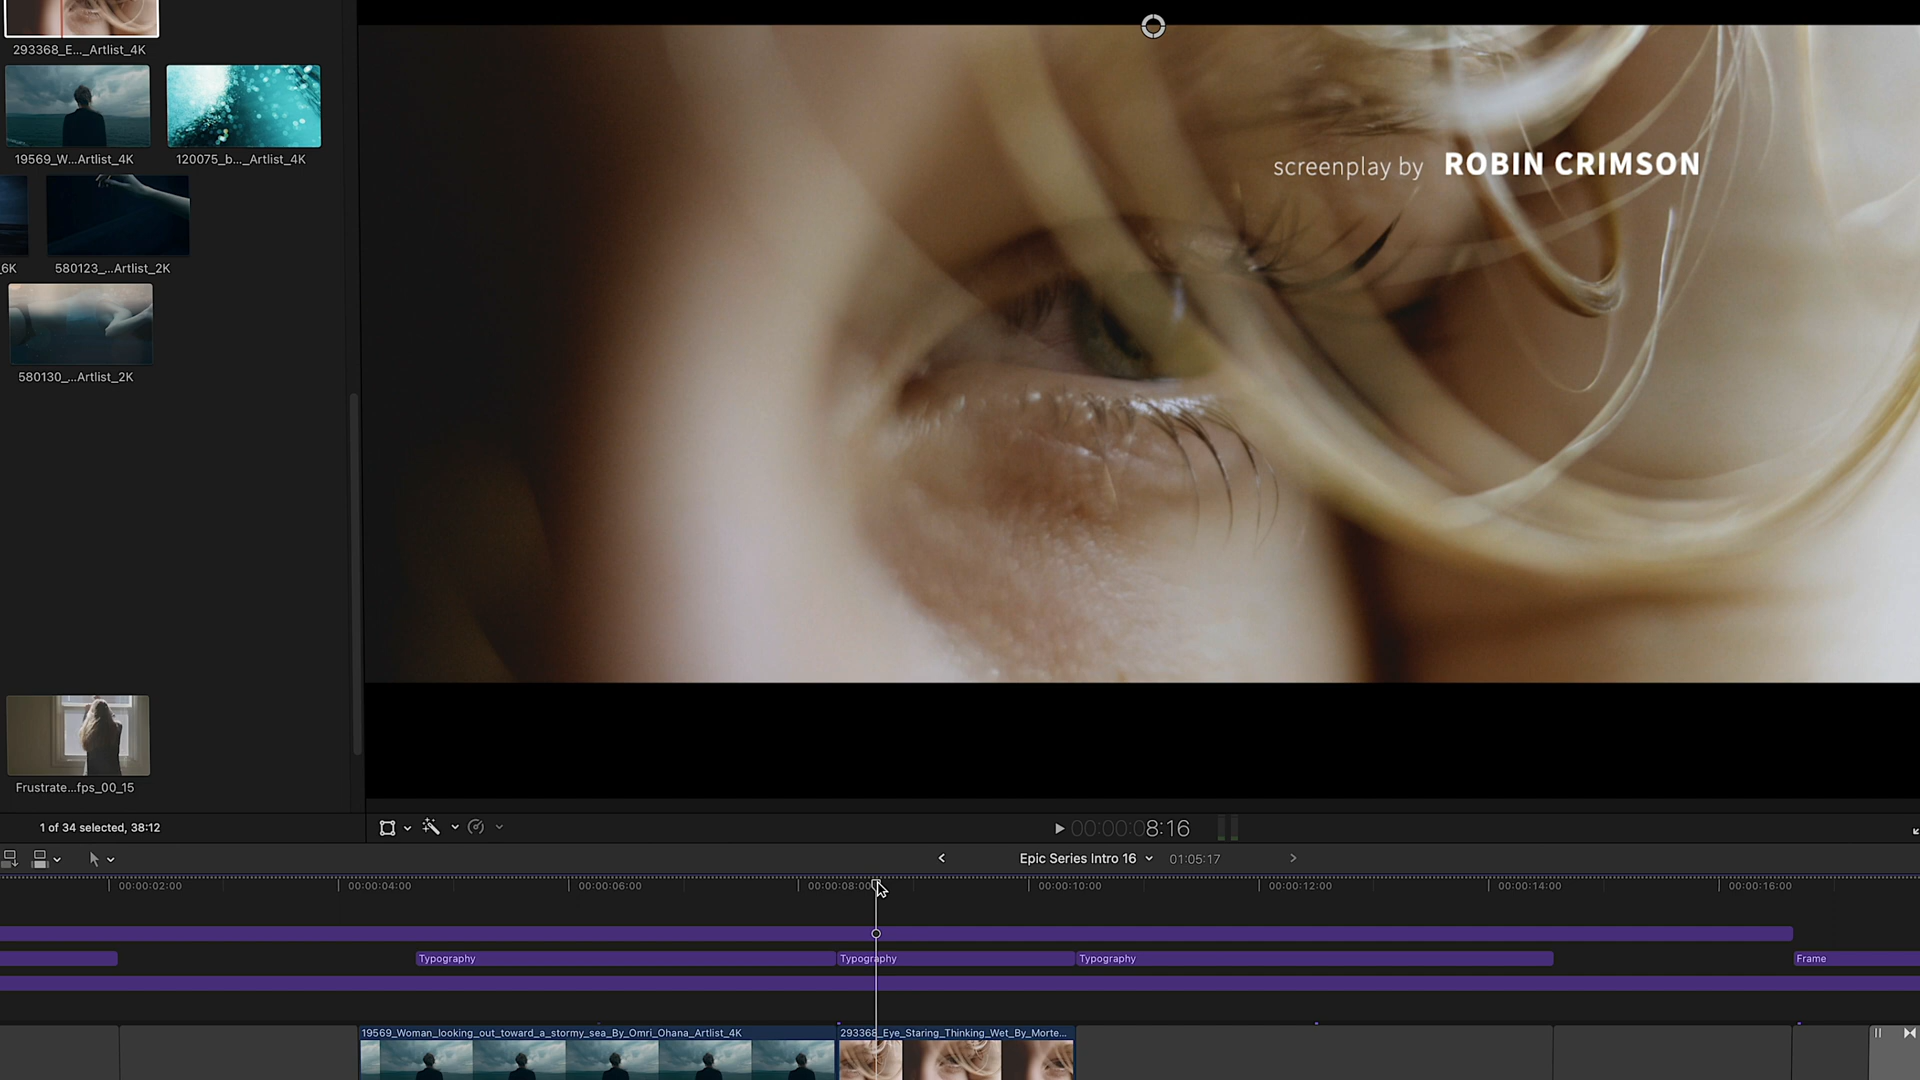 293368_E..._Artlist_4K
19569_W...Artlist_4K
120075_b..._Artlist_4K
_6K
580123_...Artlist_2K
580130_...Artlist_2K
Frustrate...fps_00_15
screenplay by ROBIN CRIMSON
1 of 34 selected, 38:12
00:00:08:16
Epic Series Intro 16
01:05:17
00:00:02:00
00:00:04:00
00:00:06:00
00:00:08:00
00:00:10:00
00:00:12:00
00:00:14:00
00:00:16:00
Typography
Typography
Typography
Frame
19569_Woman_looking_out_toward_a_stormy_sea_By_Omri_Ohana_Artlist_4K
293368_Eye_Staring_Thinking_Wet_By_Morte...